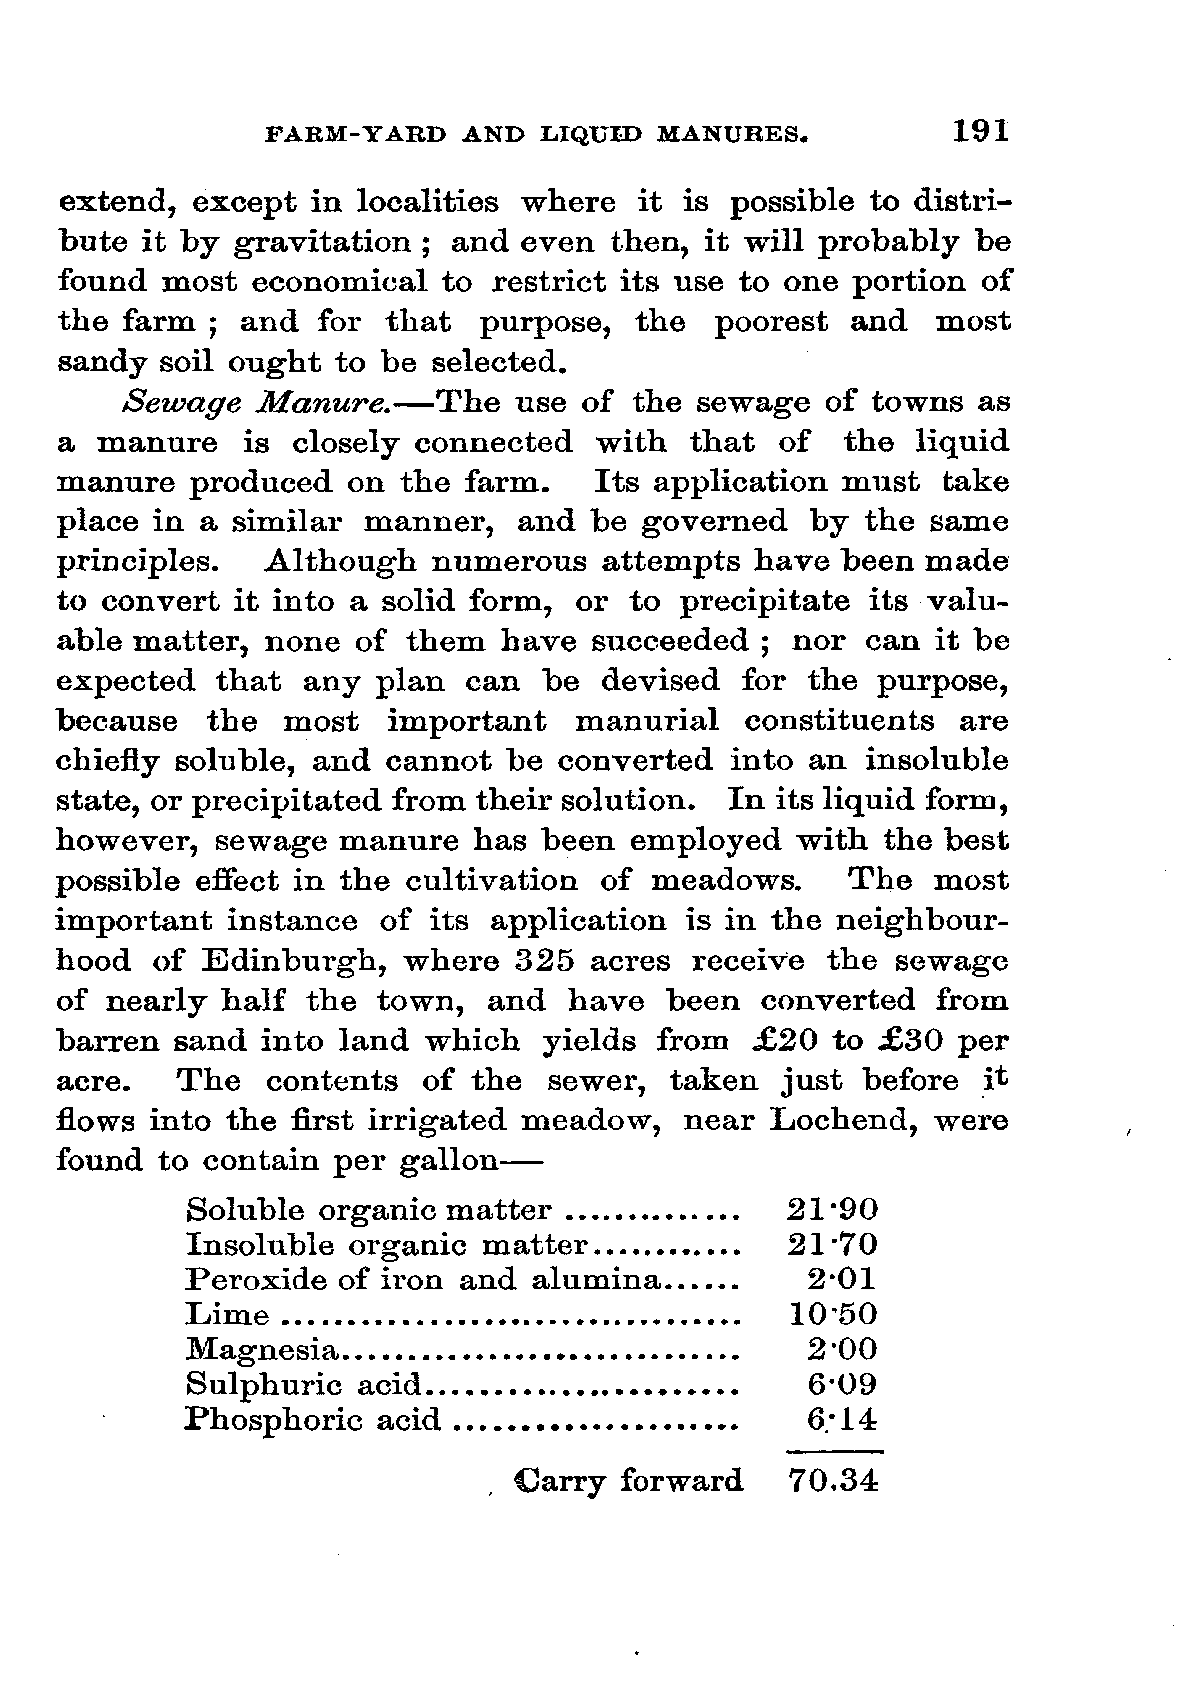 FARM-YARD AND LIQUID MANURES. 191
extend, except in localities where it is possible to distri-
bute it by gravitation ; and even then, it will probably be
found most economical to restrict its use to one portion of
the farm ; and for that purpose, the poorest and most
sandy soil ought to be selected.
Sewage Manure.—The use of the sewage of towns as
a manure is closely connected with that of the liquid
manure produced on the farm. Its application must take
place in a similar manner, and be governed by the same
principles. Although numerous attempts have been made
to convert it into a solid form, or to precipitate its valu-
able matter, none of them have succeeded ; nor can it be
expected that any plan can be devised for the purpose,
because the most important manurial constituents are
chiefly soluble, and cannot be converted into an insoluble
state, or precipitated from their solution. In its liquid form,
however, sewage manure has been employed with the best
possible effect in the cultivation of meadows. The most
important instance of its application is in the neighbour-
hood of Edinburgh, where 325 acres receive the sewage
of nearly half the town, and have been converted from
barren sand into land which yields from £20 to £30 per
acre. The contents of the sewer, taken just before it
flows into the first irrigated meadow, near Lochend, were
found to contain per gallon—
Soluble organic matter .............. 21·90
Insoluble organic matter............ 21·70
Peroxide of iron and alumina...... 2·01
Lime ................................... 10·50
Magnesia.............................. 2·00
Sulphuric acid........................ 6·09
Phosphoric acid ...................... 6·14
Carry forward 70.34